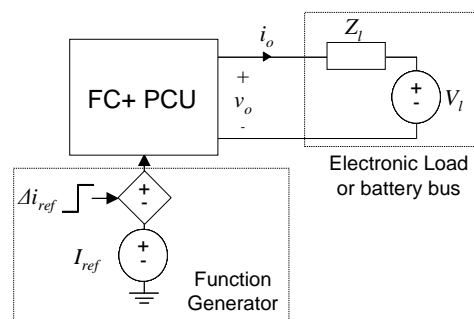 i_o
Z_l
FC+ PCU
+
v_o
-
+
-
V_l
Electronic Load
or battery bus
Δi_ref
+
-
I_ref
+
-
Function
Generator